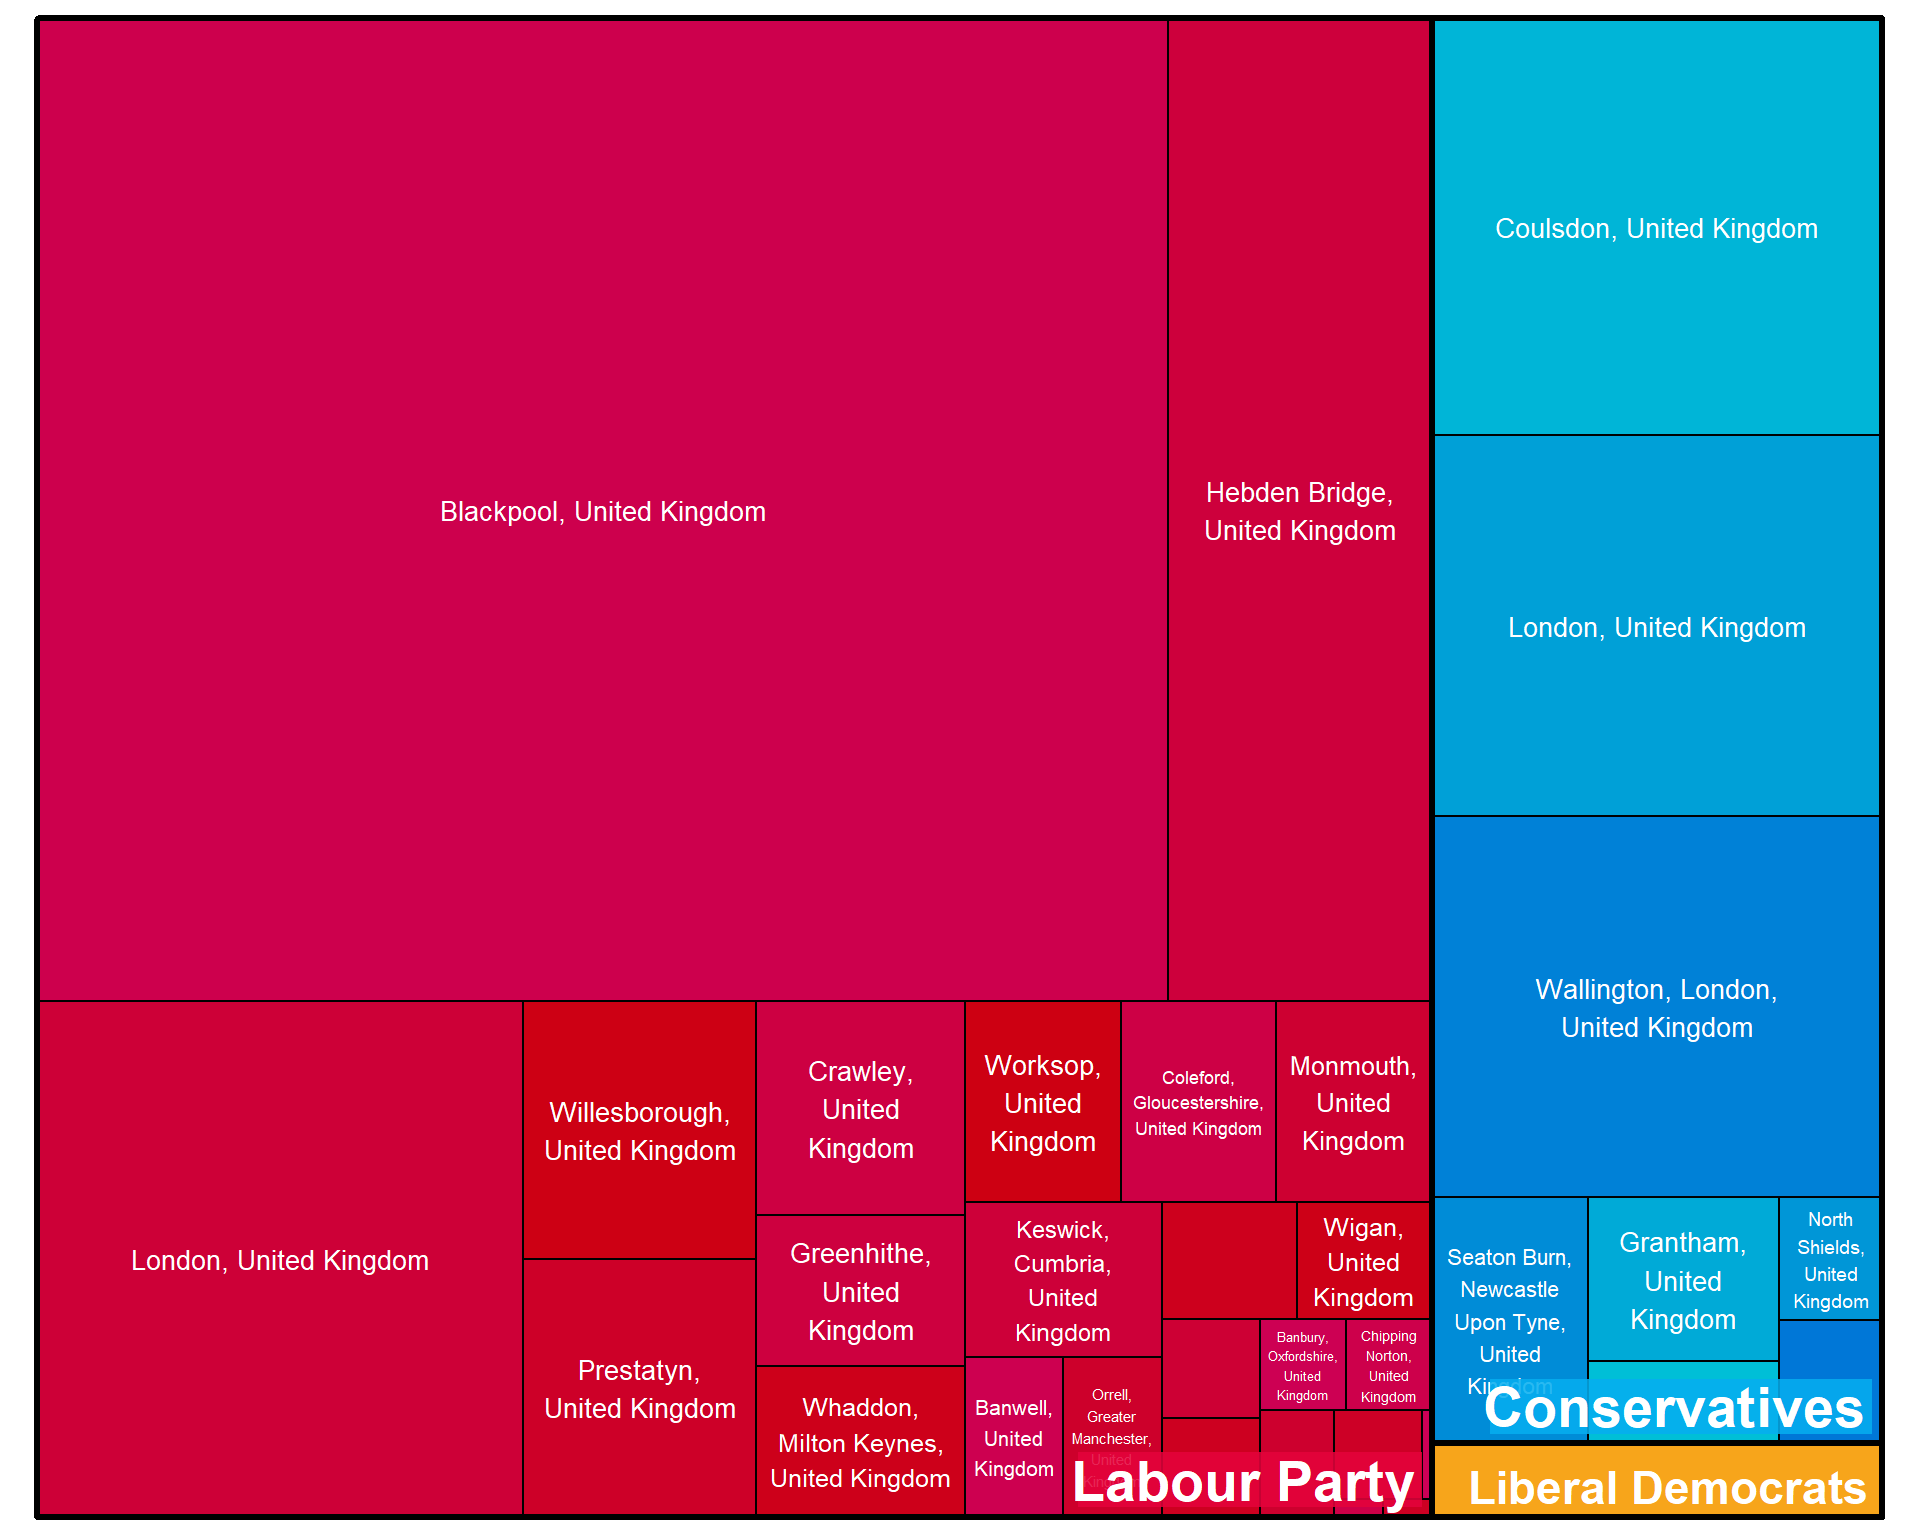 Blackpool, United Kingdom
Hebden Bridge,
United Kingdom
London, United Kingdom
Willesborough,
United Kingdom
Prestatyn,
United Kingdom
Crawley,
United
Kingdom
Greenhithe,
United
Kingdom
Whaddon,
Milton Keynes,
United Kingdom
Worksop,
United
Kingdom
Coleford,
Gloucestershire,
United Kingdom
Monmouth,
United
Kingdom
Keswick,
Cumbria,
United
Kingdom
Wigan,
United
Kingdom
Banwell,
United
Kingdom
Orrell,
Greater
Manchester,
United
Kingdom
Banbury,
Oxfordshire,
United
Kingdom
Chipping
Norton,
United
Kingdom
Labour Party
Coulsdon, United Kingdom
London, United Kingdom
Wallington, London,
United Kingdom
Seaton Burn,
Newcastle
Upon Tyne,
United
Kingdom
Grantham,
United
Kingdom
North
Shields,
United
Kingdom
Conservatives
Liberal Democrats